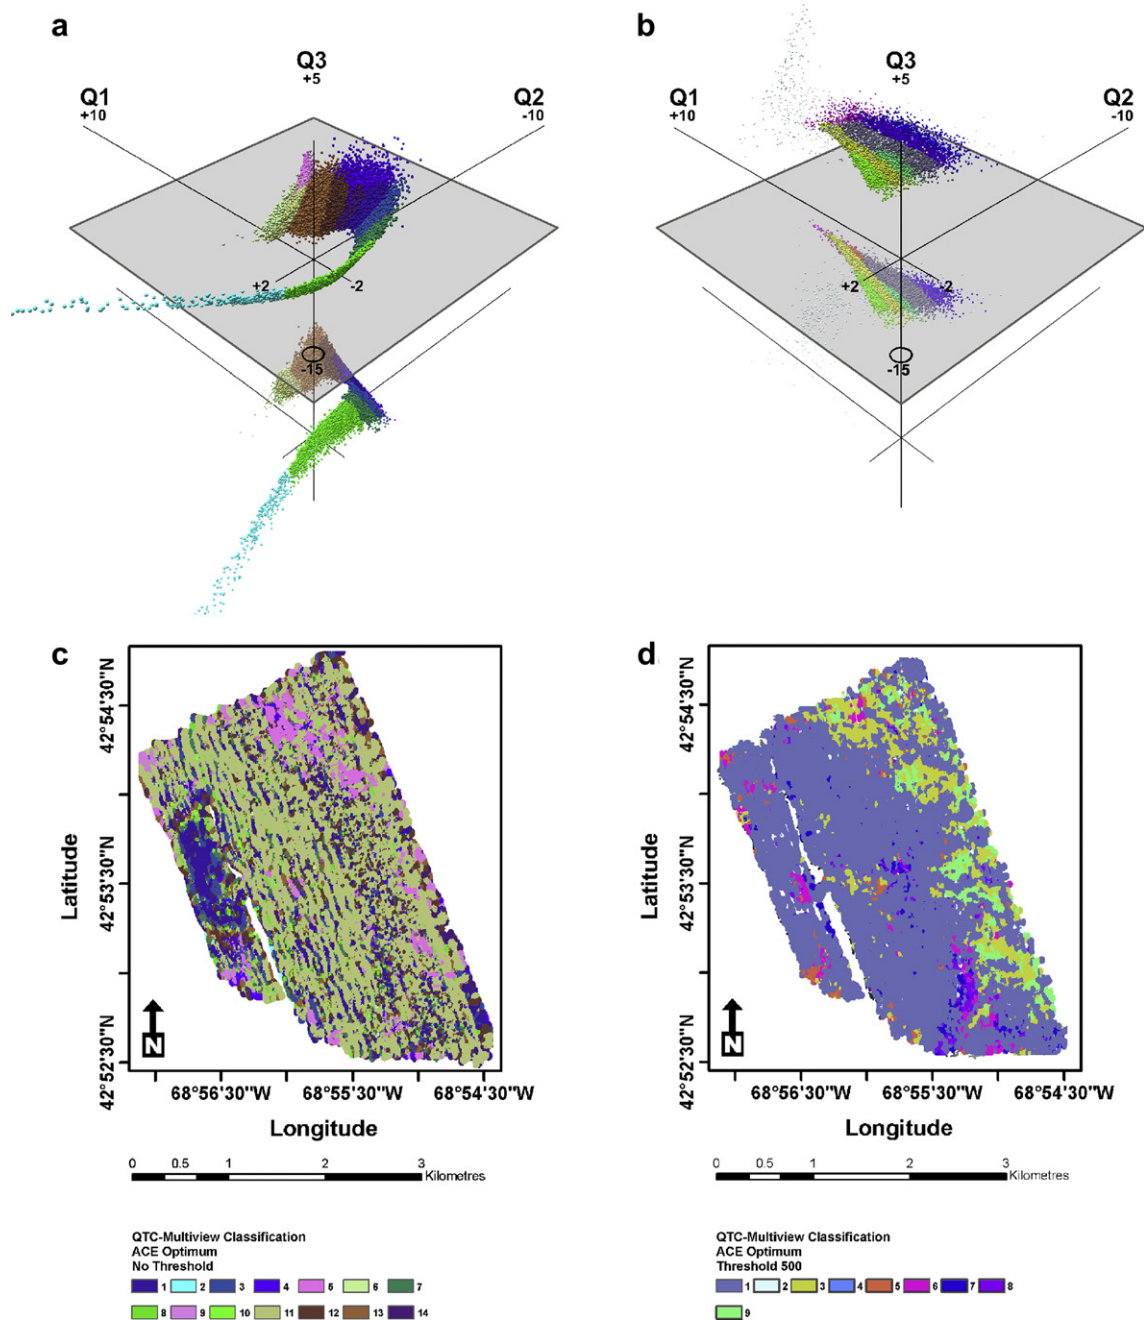 a
Q3
+5
Q1
+10
Q2
-10
+2
-2
-15
b
Q3
+5
Q1
+10
Q2
-10
+2
-2
-15
c
42°54'30"N
Latitude
42°53'30"N
42°52'30"N
N
68°56'30"W 68°55'30"W 68°54'30"W
Longitude
0 0.5 1 2 3
Kilometres
QTC-Multiview Classification
ACE Optimum
No Threshold
1 2 3 4 5 6 7
8 9 10 11 12 13 14
d
42°54'30"N
Latitude
42°53'30"N
42°52'30"N
N
68°56'30"W 68°55'30"W 68°54'30"W
Longitude
0 0.5 1 2 3
Kilometres
QTC-Multiview Classification
ACE Optimum
Threshold 500
1 2 3 4 5 6 7 8
9